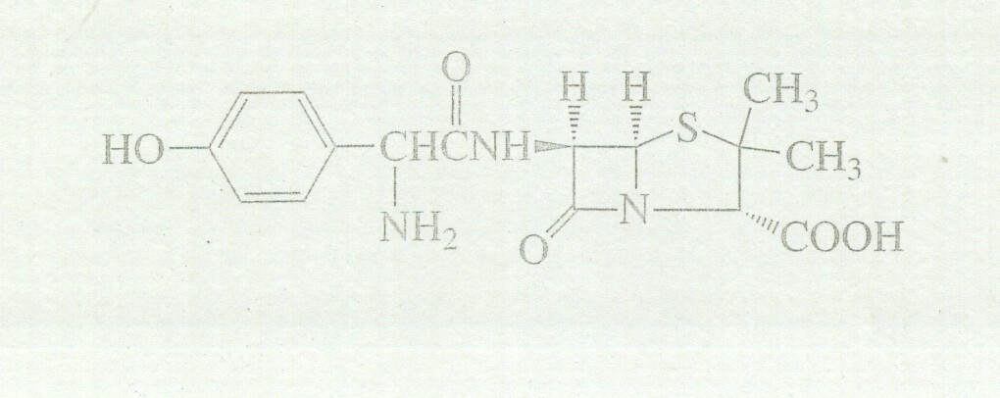 O
H H
CH₃
S
HO CHCNH CH₃
NH₂ N
O COOH